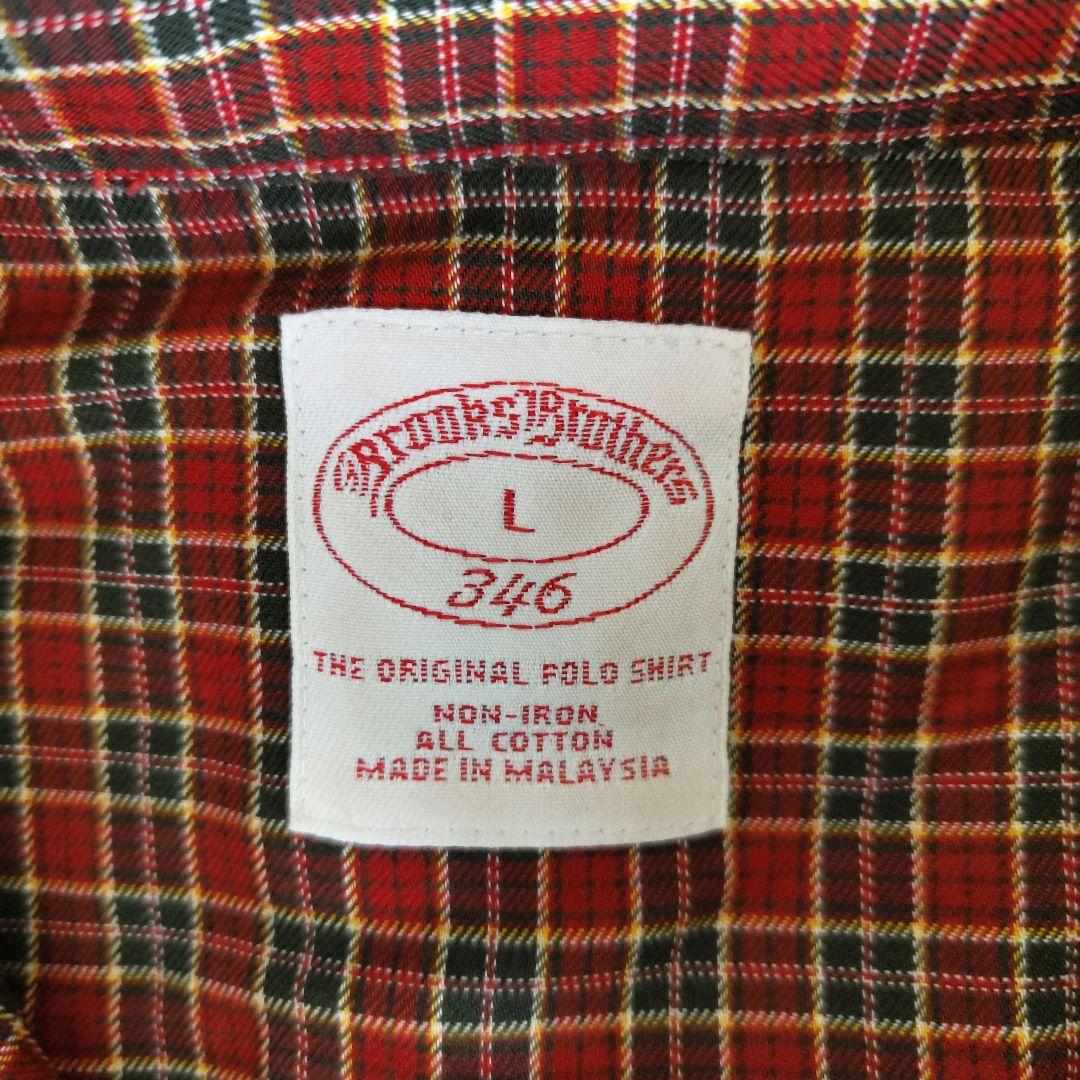 Brooks Brothers
L
346
THE ORIGINAL POLO SHIRT
NON-IRON
ALL COTTON
MADE IN MALAYSIA